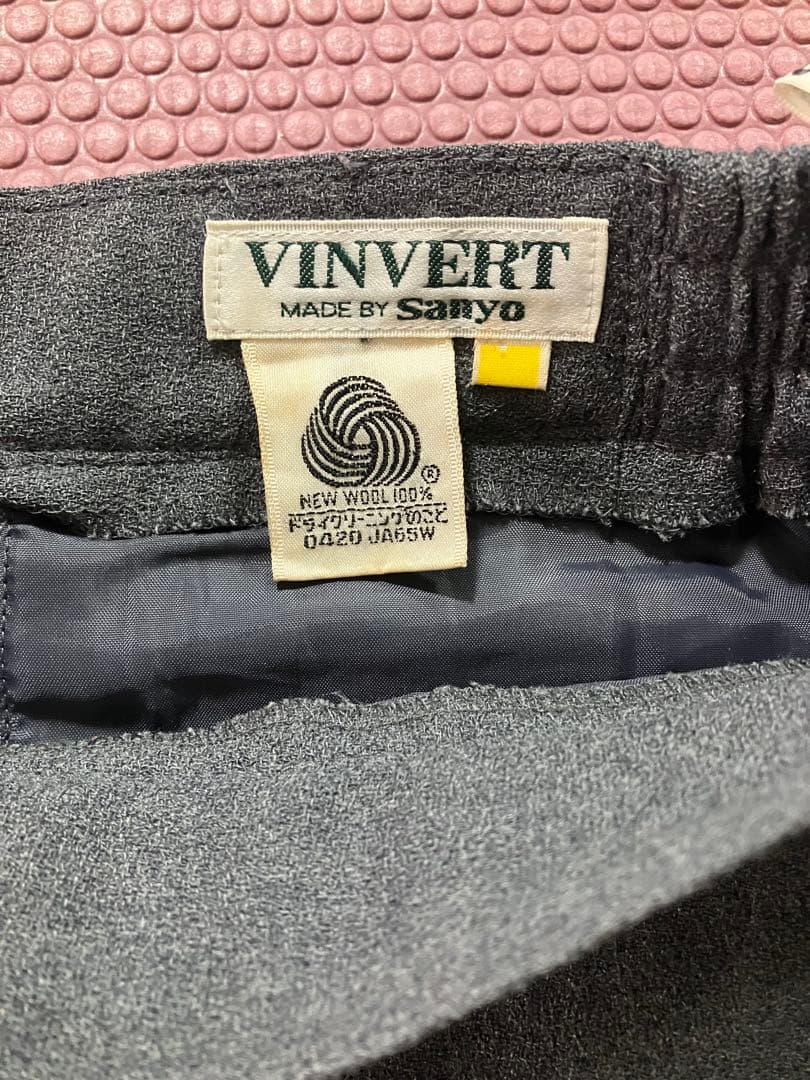 VINVERT
MADE BY Sanyo
®
NEW WOOL 100%
ドライクリーニングのこと
0420 JA65W